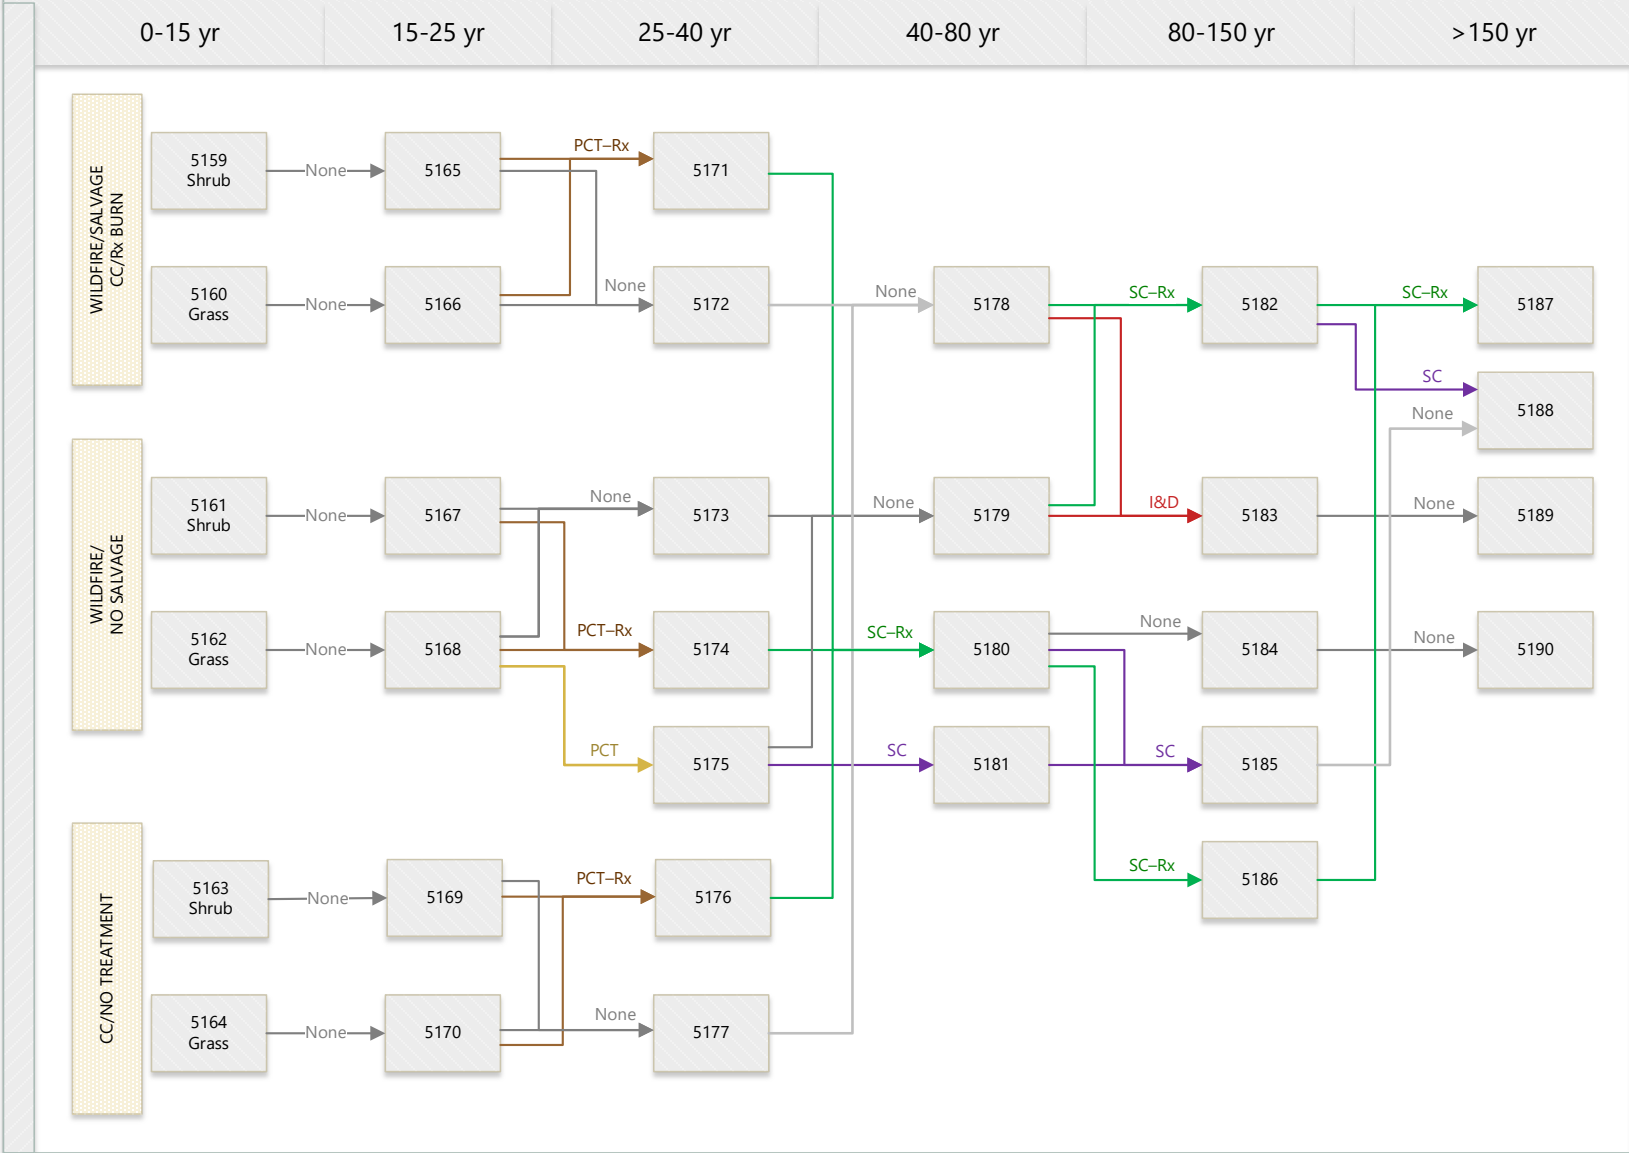 0-15 yr
15-25 yr
25-40 yr
40-80 yr
80-150 yr
>150 yr
WILDFIRE/SALVAGE
CC/Rx BURN
5159
Shrub
None
5165
PCT–Rx
5171
5160
Grass
None
5166
None
5172
None
5178
SC–Rx
5182
SC–Rx
5187
SC
None
5188
WILDFIRE/
NO SALVAGE
5161
Shrub
None
5167
None
5173
None
5179
I&D
5183
None
5189
5162
Grass
None
5168
PCT–Rx
5174
SC–Rx
5180
None
5184
None
5190
PCT
5175
SC
5181
SC
5185
CC/NO TREATMENT
5163
Shrub
None
5169
PCT–Rx
5176
SC–Rx
5186
5164
Grass
None
5170
None
5177